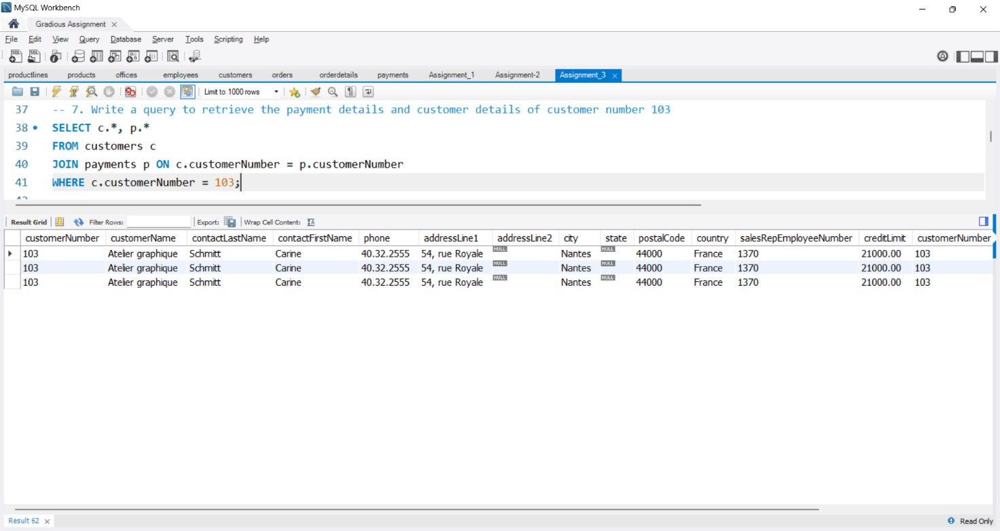 MySQL Workbench
Gradious Assignment
File Edit View Query Database Server Tools Scripting Help
productlines products offices employees customers orders orderdetails payments Assignment_1 Assignment-2 Assignment_3
Limit to 1000 rows
37 -- 7. Write a query to retrieve the payment details and customer details of customer number 103
38 SELECT c.*, p.*
39 FROM customers c
40 JOIN payments p ON c.customerNumber = p.customerNumber
41 WHERE c.customerNumber = 103;
Result Grid Filter Rows: Export: Wrap Cell Content:
customerNumber customerName contactLastName contactFirstName phone addressLine1 addressLine2 city state postalCode country salesRepEmployeeNumber creditLimit customerNumber
103 Atelier graphique Schmitt Carine 40.32.2555 54, rue Royale NULL Nantes NULL 44000 France 1370 21000.00 103
103 Atelier graphique Schmitt Carine 40.32.2555 54, rue Royale NULL Nantes NULL 44000 France 1370 21000.00 103
103 Atelier graphique Schmitt Carine 40.32.2555 54, rue Royale NULL Nantes NULL 44000 France 1370 21000.00 103
Result 62 Read Only